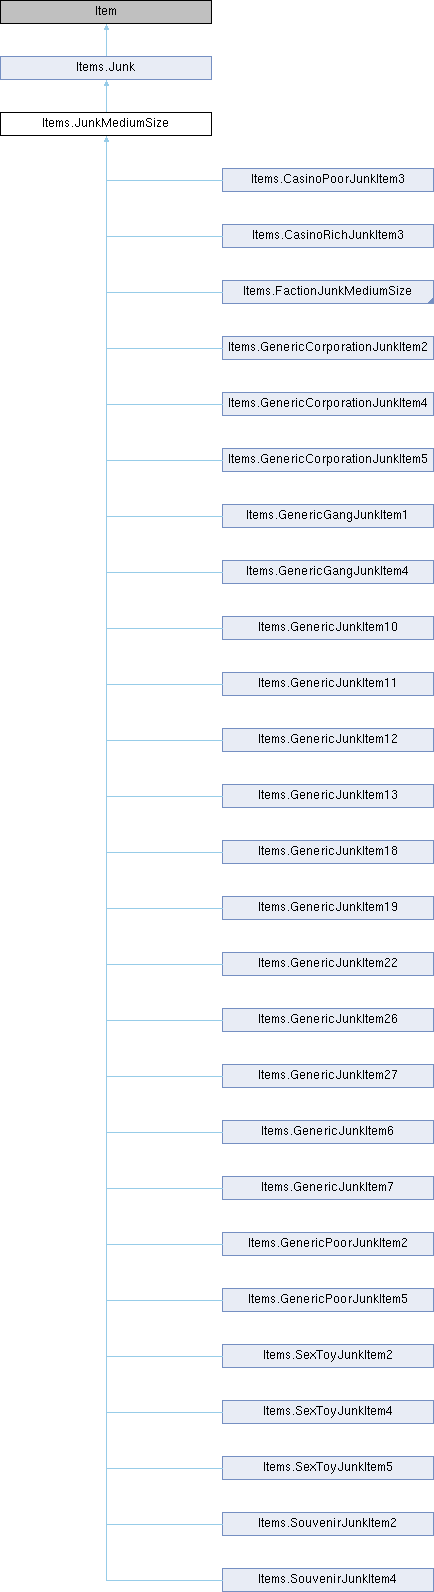 Item
Items.Junk
Items.JunkMediumSize
Items.CasinoPoorJunkItem3
Items.CasinoRichJunkItem3
Items.FactionJunkMediumSize
Items.GenericCorporationJunkItem2
Items.GenericCorporationJunkItem4
Items.GenericCorporationJunkItem5
Items.GenericGangJunkItem1
Items.GenericGangJunkItem4
Items.GenericJunkItem10
Items.GenericJunkItem11
Items.GenericJunkItem12
Items.GenericJunkItem13
Items.GenericJunkItem18
Items.GenericJunkItem19
Items.GenericJunkItem22
Items.GenericJunkItem26
Items.GenericJunkItem27
Items.GenericJunkItem6
Items.GenericJunkItem7
Items.GenericPoorJunkItem2
Items.GenericPoorJunkItem5
Items.SexToyJunkItem2
Items.SexToyJunkItem4
Items.SexToyJunkItem5
Items.SouvenirJunkItem2
Items.SouvenirJunkItem4